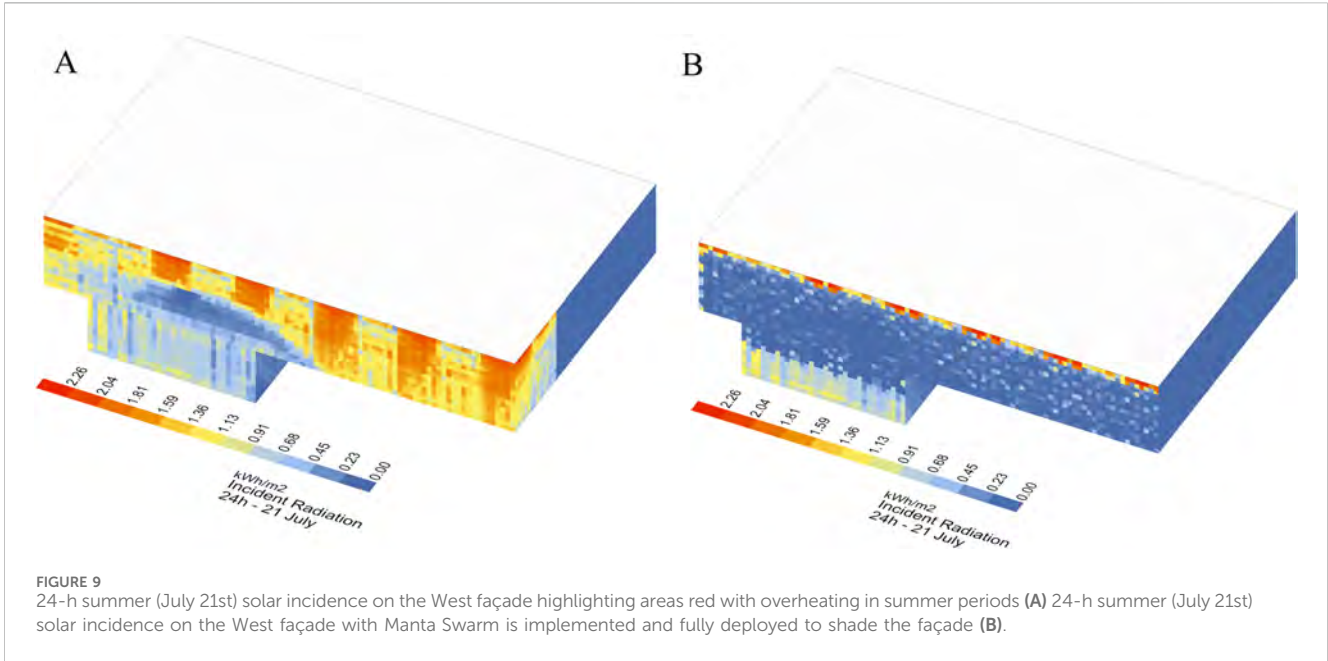 A
B
2.26
2.04
1.81
1.59
1.36
1.13
0.91
0.68
0.45
0.23
0.00
kWh/m2
Incident Radiation
24h - 21 July
2.26
2.04
1.81
1.59
1.36
1.13
0.91
0.68
0.45
0.23
0.00
kWh/m2
Incident Radiation
24h - 21 July
FIGURE 9
24-h summer (July 21st) solar incidence on the West façade highlighting areas red with overheating in summer periods (A) 24-h summer (July 21st)
solar incidence on the West façade with Manta Swarm is implemented and fully deployed to shade the façade (B).